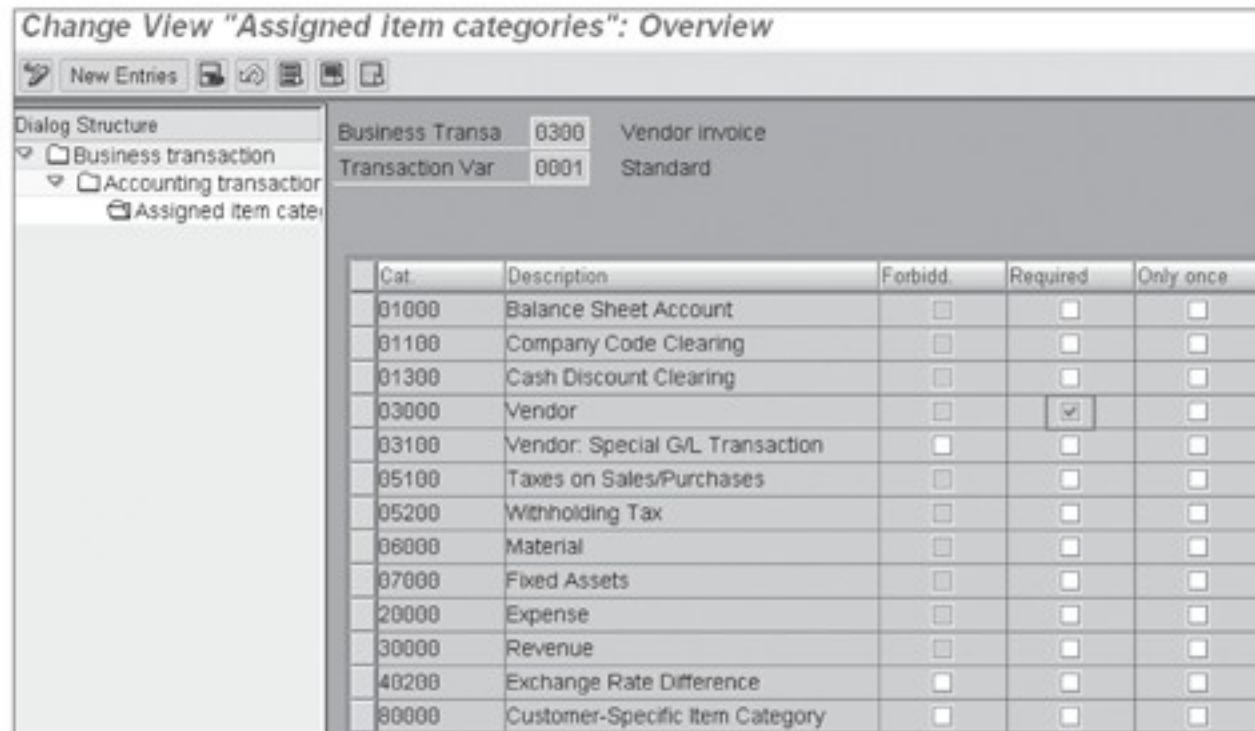 Change View "Assigned item categories": Overview
New Entries
Dialog Structure
Business transaction
Accounting transaction
Assigned item cate
Business Transa 0300 Vendor invoice
Transaction Var 0001 Standard
Cat. Description Forbidd. Required Only once
01000 Balance Sheet Account
01100 Company Code Clearing
01300 Cash Discount Clearing
03000 Vendor
03100 Vendor: Special G/L Transaction
05100 Taxes on Sales/Purchases
05200 Withholding Tax
06000 Material
07000 Fixed Assets
20000 Expense
30000 Revenue
40200 Exchange Rate Difference
80000 Customer-Specific Item Category